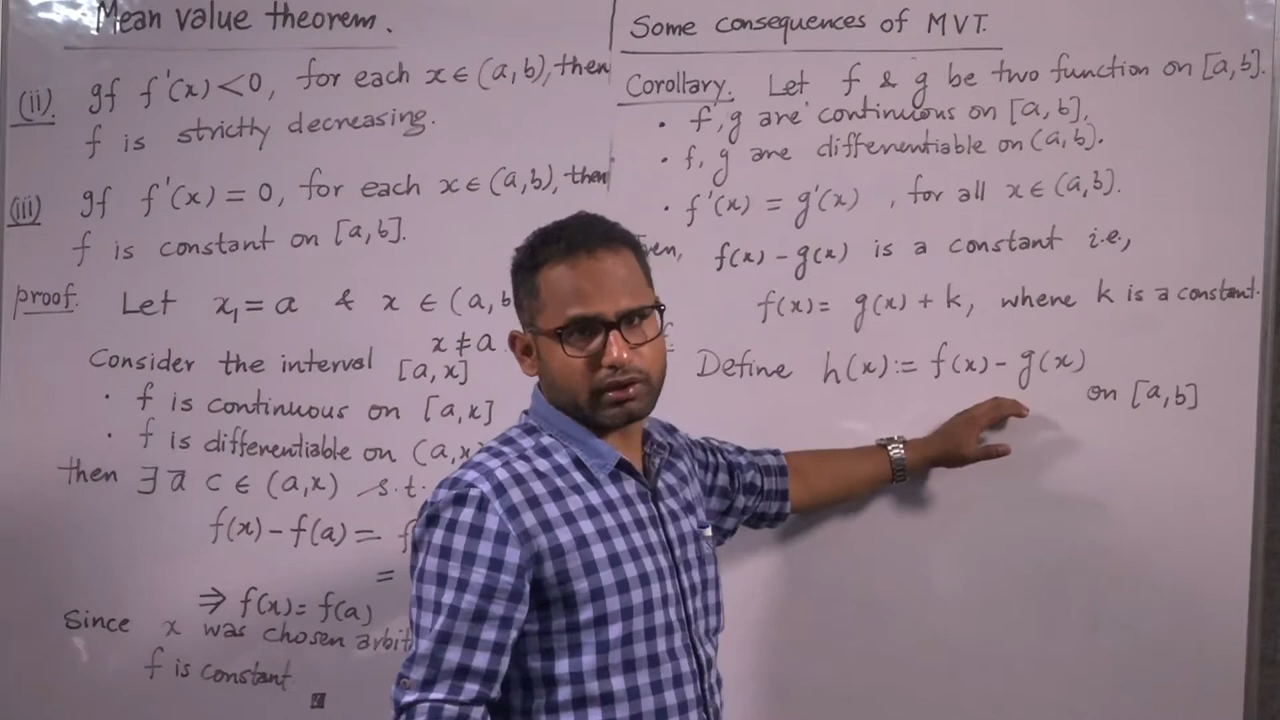 Mean value theorem.
(ii). If f'(x) < 0, for each x ∈ (a, b), then
f is strictly decreasing.
(iii) If f'(x) = 0, for each x ∈ (a, b), then
f is constant on [a, b].
proof. Let x₁ = a & x ∈ (a, b
x ≠ a
Consider the interval [a, x]
· f is continuous on [a, x]
· f is differentiable on (a, x
then ∃ a c ∈ (a, x) s.t.
f(x) - f(a) = f
=
⇒ f(x) = f(a)
Since x was chosen arbit
f is constant
Some consequences of MVT.
Corollary. Let f & g be two function on [a, b].
· f, g are continuous on [a, b],
· f, g are differentiable on (a, b).
· f'(x) = g'(x) , for all x ∈ (a, b).
en, f(x) - g(x) is a constant i.e.,
f(x) = g(x) + k, where k is a constant.
Define h(x) := f(x) - g(x)
on [a, b]